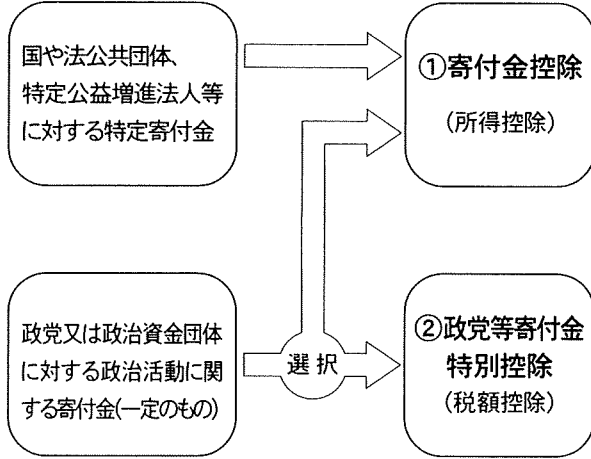 国や法公共団体、
特定公益増進法人等
に対する特定寄付金
①寄付金控除
(所得控除)
政党又は政治資金団体
に対する政治活動に関
する寄付金(一定のもの)
選択
②政党等寄付金
特別控除
(税額控除)